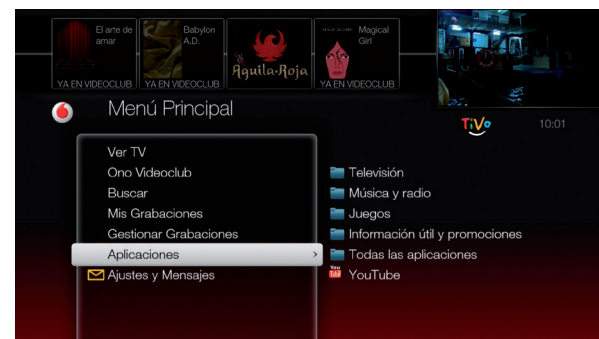 El arte de
amar
YA EN VIDEOCLUB
Babylon
A.D.
YA EN VIDEOCLUB
Águila Roja
Magical
Girl
YA EN VIDEOCLUB
Menú Principal
TiVo
10:01
Ver TV
Ono Videoclub
Buscar
Mis Grabaciones
Gestionar Grabaciones
Aplicaciones
Ajustes y Mensajes
Televisión
Música y radio
Juegos
Información útil y promociones
Todas las aplicaciones
You
Tube
YouTube